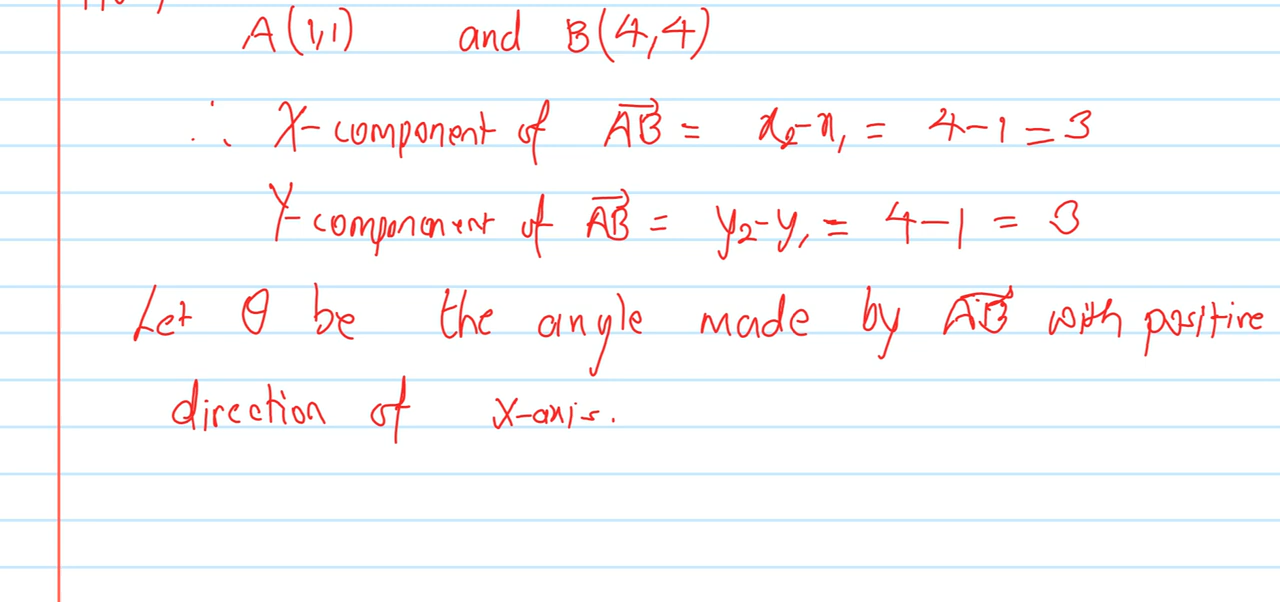 A(1,1) and B(4,4)
∴ X-component of AB⃗ = x₂-x₁ = 4-1=3
Y-component of AB⃗ = y₂-y₁ = 4-1 = 3
Let θ be the angle made by AB⃗ with positive
direction of X-axis.